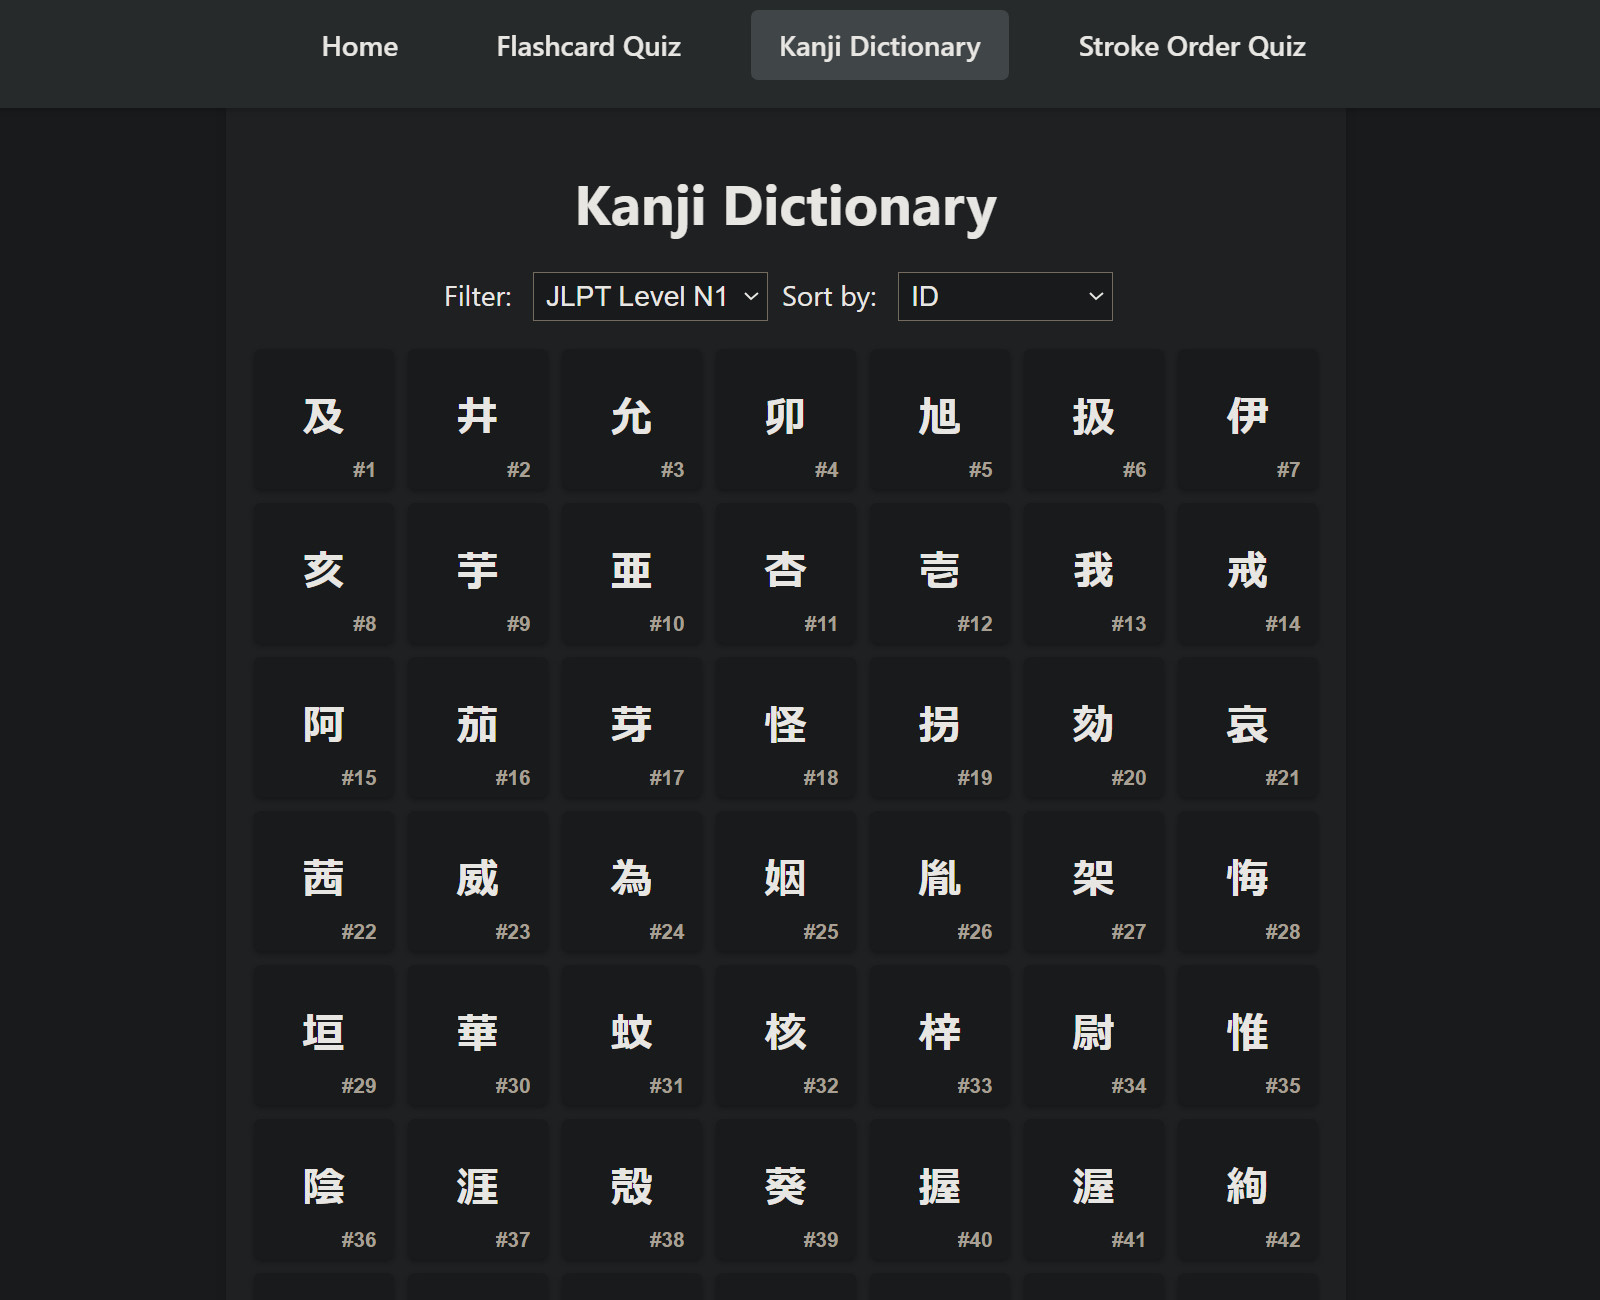 Home Flashcard Quiz Kanji Dictionary Stroke Order Quiz
Kanji Dictionary
Filter: JLPT Level N1 Sort by: ID
及 井 允 卯 旭 扱 伊
#1 #2 #3 #4 #5 #6 #7
亥 芋 亜 杏 壱 我 戒
#8 #9 #10 #11 #12 #13 #14
阿 茄 芽 怪 拐 劾 哀
#15 #16 #17 #18 #19 #20 #21
茜 威 為 姻 胤 架 悔
#22 #23 #24 #25 #26 #27 #28
垣 華 蚊 核 梓 尉 惟
#29 #30 #31 #32 #33 #34 #35
陰 涯 殻 葵 握 渥 絢
#36 #37 #38 #39 #40 #41 #42